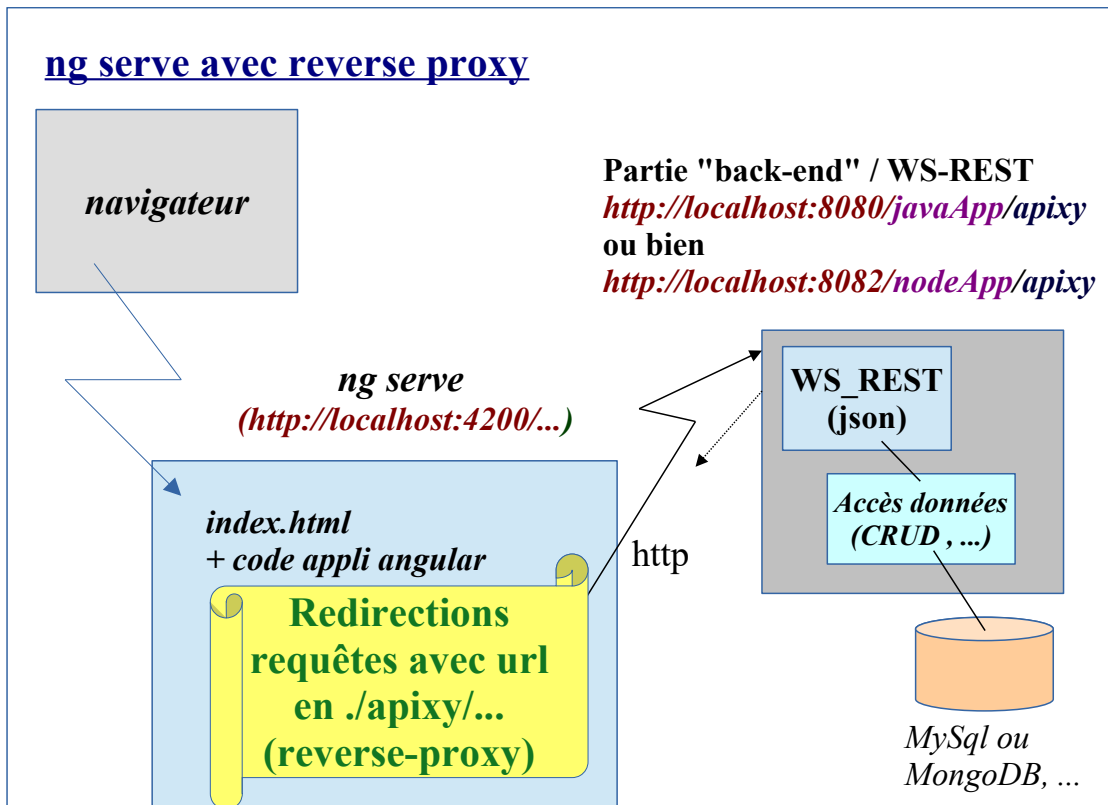 ng serve avec reverse proxy
navigateur
Partie "back-end" / WS-REST
http://localhost:8080/javaApp/apixy
ou bien
http://localhost:8082/nodeApp/apixy
ng serve
(http://localhost:4200/...)
WS_REST
(json)
Accès données
(CRUD , ...)
index.html
+ code appli angular
http
Redirections
requêtes avec url
en ./apixy/...
(reverse-proxy)
MySql ou
MongoDB, ...